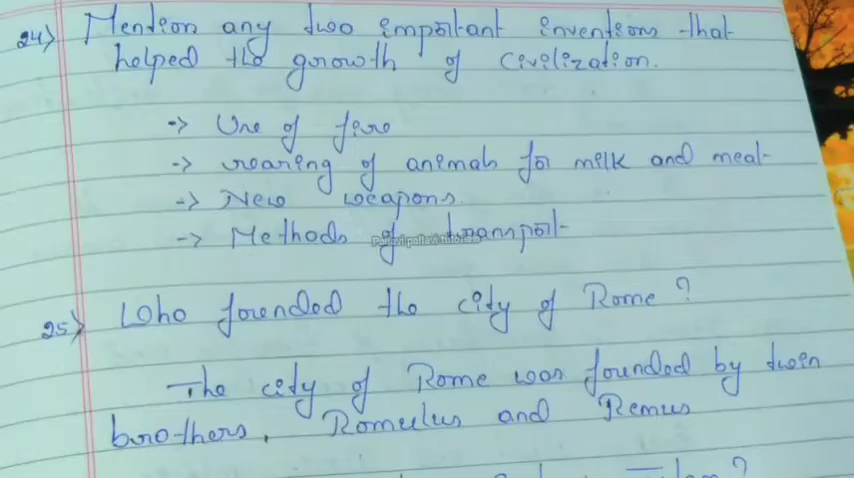 24) Mention any two important inventions that
helped the growth of civilization.
-> Use of fire
-> rearing of animals for milk and meat
-> New weapons.
-> Methods of transport
25) Who founded the city of Rome?
The city of Rome was founded by twin
brothers, Romulus and Remus